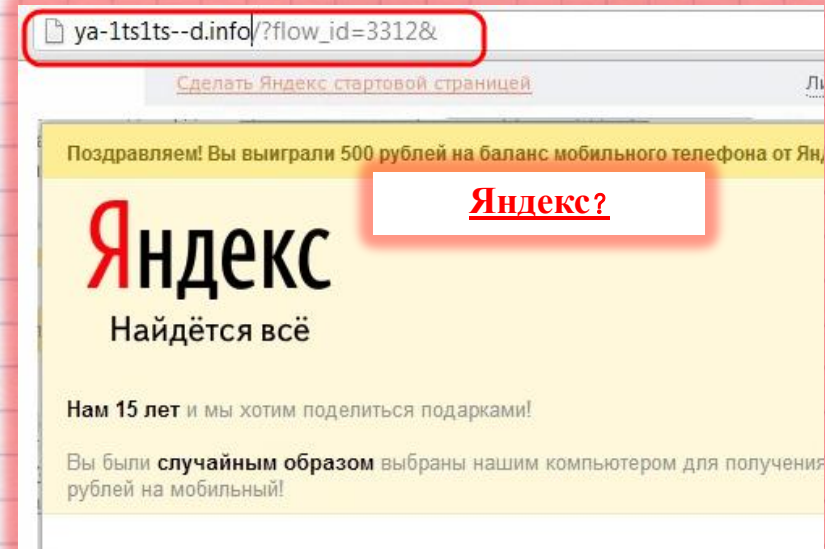 ya-1ts1ts--d.info/?flow_id=3312&
Сделать Яндекс стартовой страницей
Поздравляем! Вы выиграли 500 рублей на баланс мобильного телефона от
Яндекс?
Яндекс
Найдётся всё
Нам 15 лет и мы хотим поделиться подарками!
Вы были случайным образом выбраны нашим компьютером для получения
рублей на мобильный!